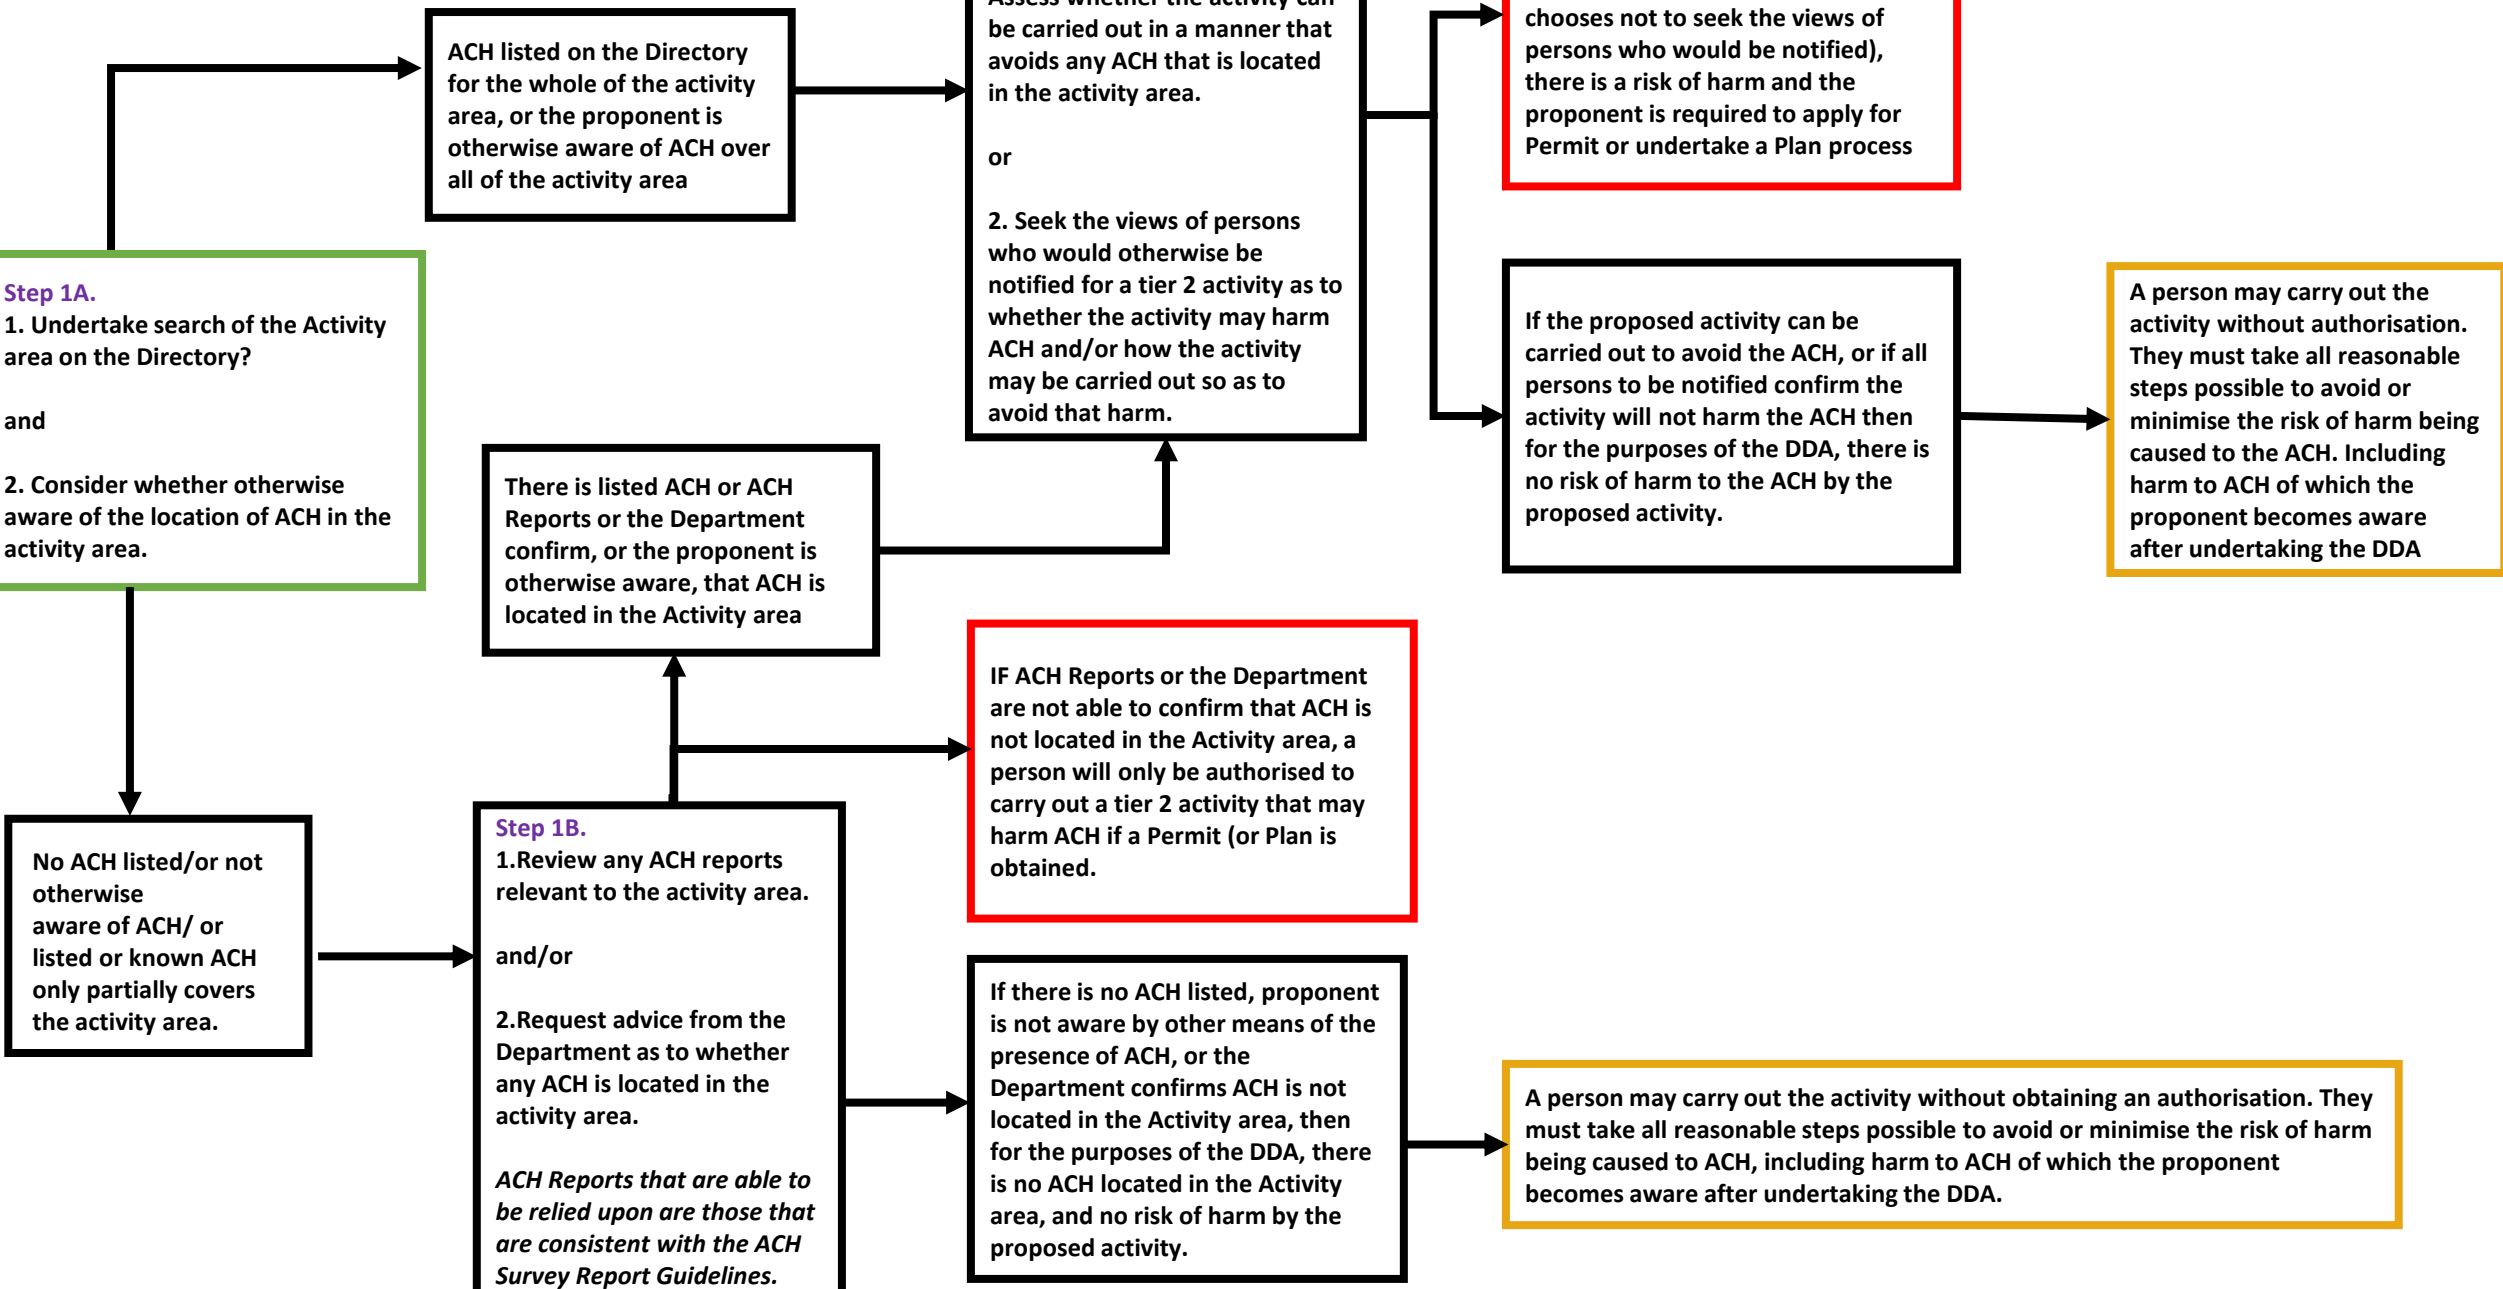 ACH listed on the Directory
for the whole of the activity
area, or the proponent is
otherwise aware of ACH over
all of the activity area
Assess whether the activity can
be carried out in a manner that
avoids any ACH that is located
in the activity area.
or
2. Seek the views of persons
who would otherwise be
notified for a tier 2 activity as to
whether the activity may harm
ACH and/or how the activity
may be carried out so as to
avoid that harm.
chooses not to seek the views of
persons who would be notified),
there is a risk of harm and the
proponent is required to apply for
Permit or undertake a Plan process
Step 1A.
1. Undertake search of the Activity
area on the Directory?
and
2. Consider whether otherwise
aware of the location of ACH in the
activity area.
If the proposed activity can be
carried out to avoid the ACH, or if all
persons to be notified confirm the
activity will not harm the ACH then
for the purposes of the DDA, there is
no risk of harm to the ACH by the
proposed activity.
A person may carry out the
activity without authorisation.
They must take all reasonable
steps possible to avoid or
minimise the risk of harm being
caused to the ACH. Including
harm to ACH of which the
proponent becomes aware
after undertaking the DDA
There is listed ACH or ACH
Reports or the Department
confirm, or the proponent is
otherwise aware, that ACH is
located in the Activity area
IF ACH Reports or the Department
are not able to confirm that ACH is
not located in the Activity area, a
person will only be authorised to
carry out a tier 2 activity that may
harm ACH if a Permit (or Plan is
obtained.
No ACH listed/or not
otherwise
aware of ACH/ or
listed or known ACH
only partially covers
the activity area.
Step 1B.
1.Review any ACH reports
relevant to the activity area.
and/or
2.Request advice from the
Department as to whether
any ACH is located in the
activity area.
ACH Reports that are able to
be relied upon are those that
are consistent with the ACH
Survey Report Guidelines.
If there is no ACH listed, proponent
is not aware by other means of the
presence of ACH, or the
Department confirms ACH is not
located in the Activity area, then
for the purposes of the DDA, there
is no ACH located in the Activity
area, and no risk of harm by the
proposed activity.
A person may carry out the activity without obtaining an authorisation. They
must take all reasonable steps possible to avoid or minimise the risk of harm
being caused to ACH, including harm to ACH of which the proponent
becomes aware after undertaking the DDA.